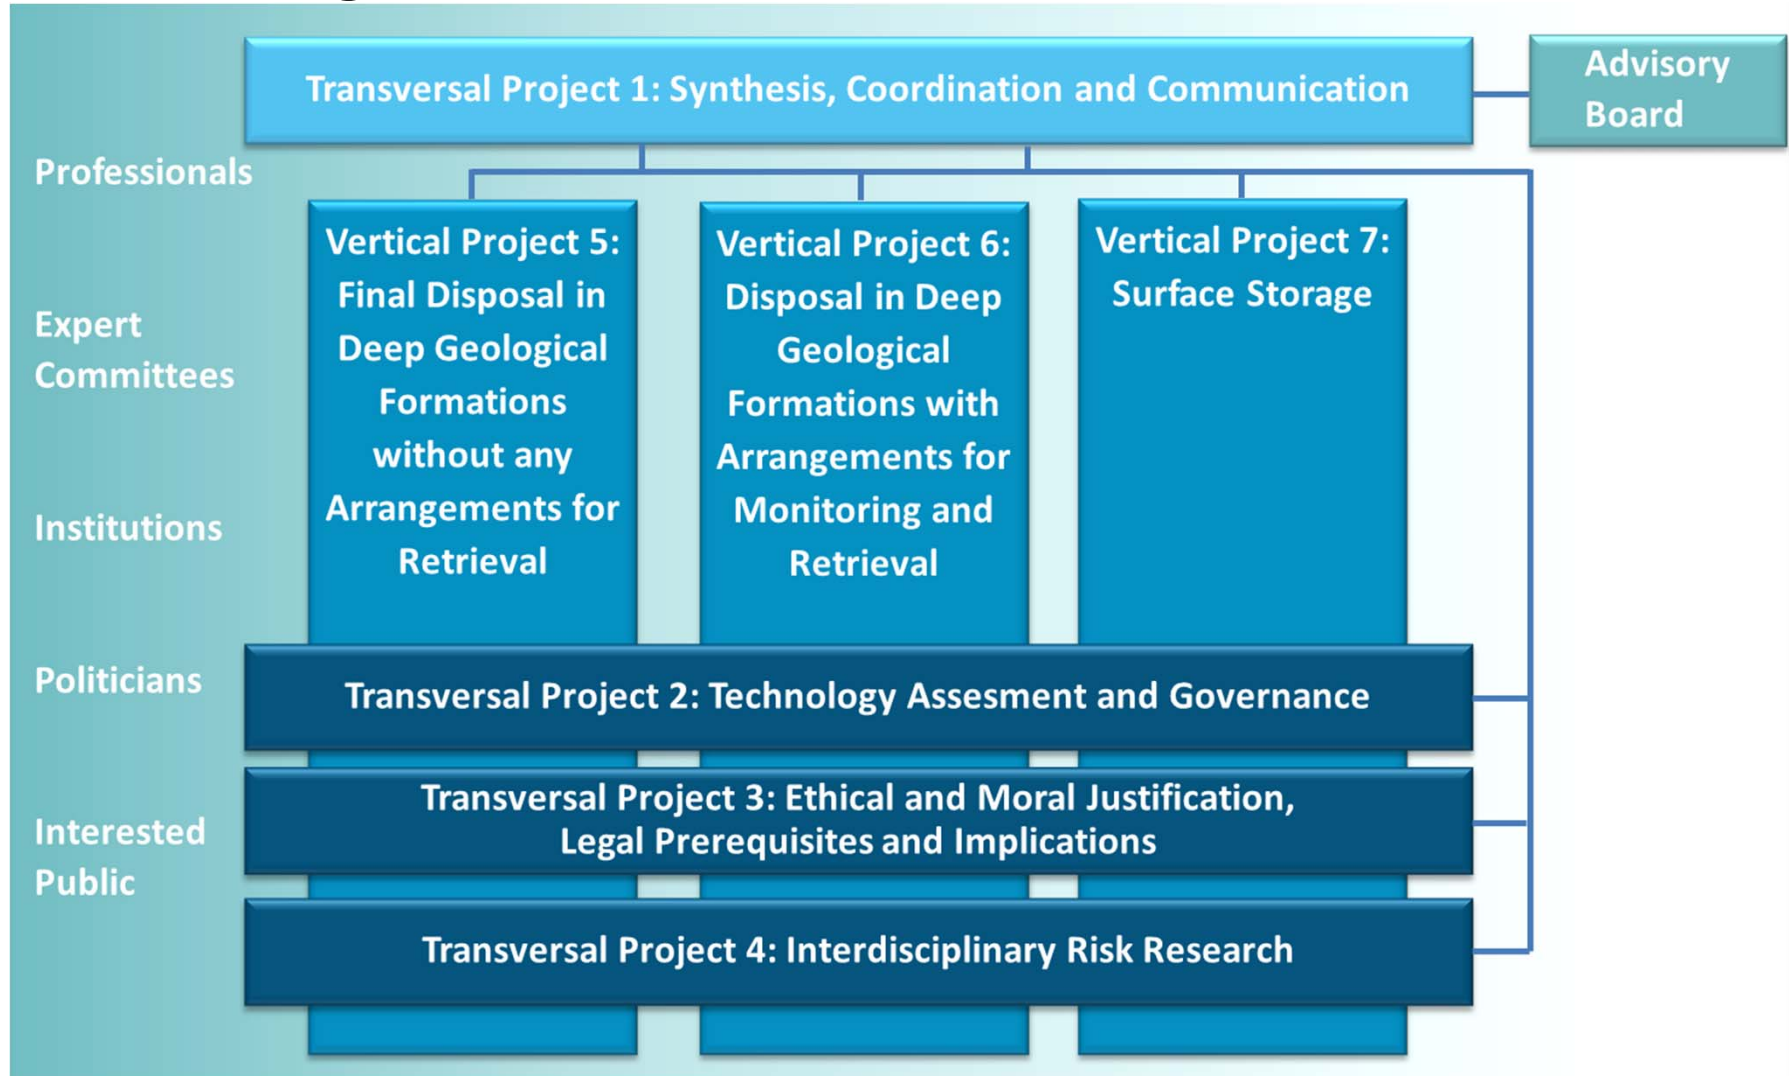 Transversal Project 1: Synthesis, Coordination and Communication
Advisory
Board
Professionals
Expert
Committees
Institutions
Politicians
Interested
Public
Vertical Project 5:
Final Disposal in
Deep Geological
Formations
without any
Arrangements for
Retrieval
Vertical Project 6:
Disposal in Deep
Geological
Formations with
Arrangements for
Monitoring and
Retrieval
Vertical Project 7:
Surface Storage
Transversal Project 2: Technology Assesment and Governance
Transversal Project 3: Ethical and Moral Justification,
Legal Prerequisites and Implications
Transversal Project 4: Interdisciplinary Risk Research